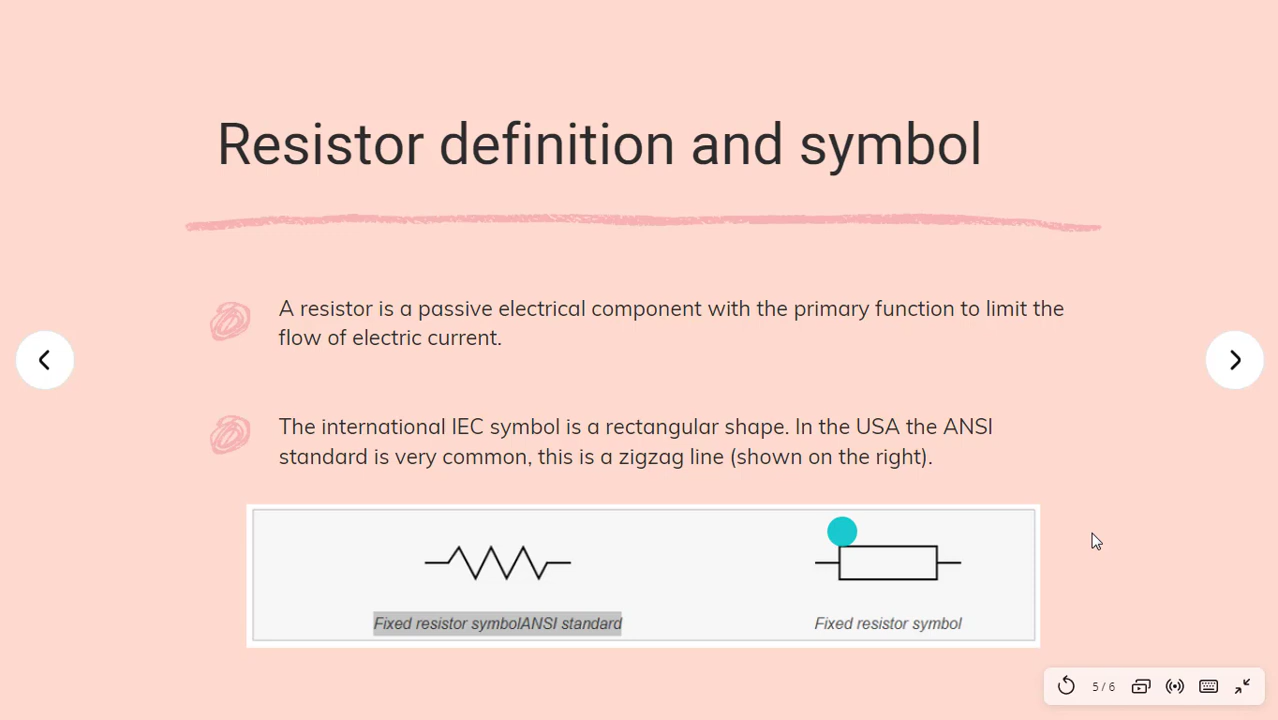 Resistor definition and symbol
A resistor is a passive electrical component with the primary function to limit the
flow of electric current.
The international IEC symbol is a rectangular shape. In the USA the ANSI
standard is very common, this is a zigzag line (shown on the right).
Fixed resistor symbolANSI standard
Fixed resistor symbol
5 / 6